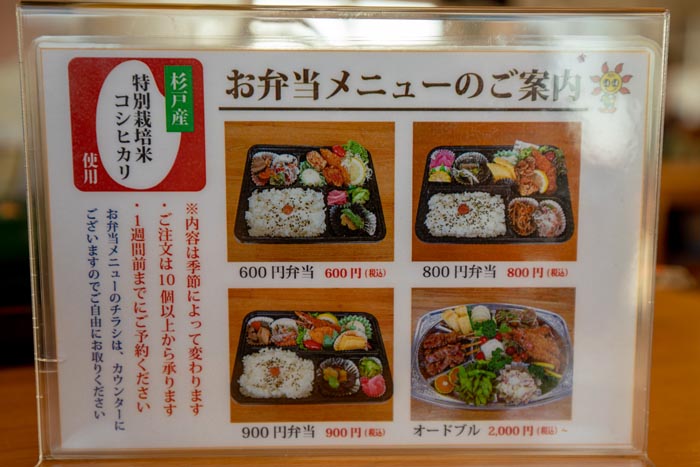 お弁当メニューのご案内
杉戸産
特別栽培米
コシヒカリ
使用
※内容は季節によって変わります
・ご注文は10個以上から承ります
・1週間前までにご予約ください
お弁当メニューのチラシは、カウンターに
ございますのでご自由にお取りください
600円弁当 600円(税込)
800円弁当 800円(税込)
900円弁当 900円(税込)
オードブル 2,000円(税込)~